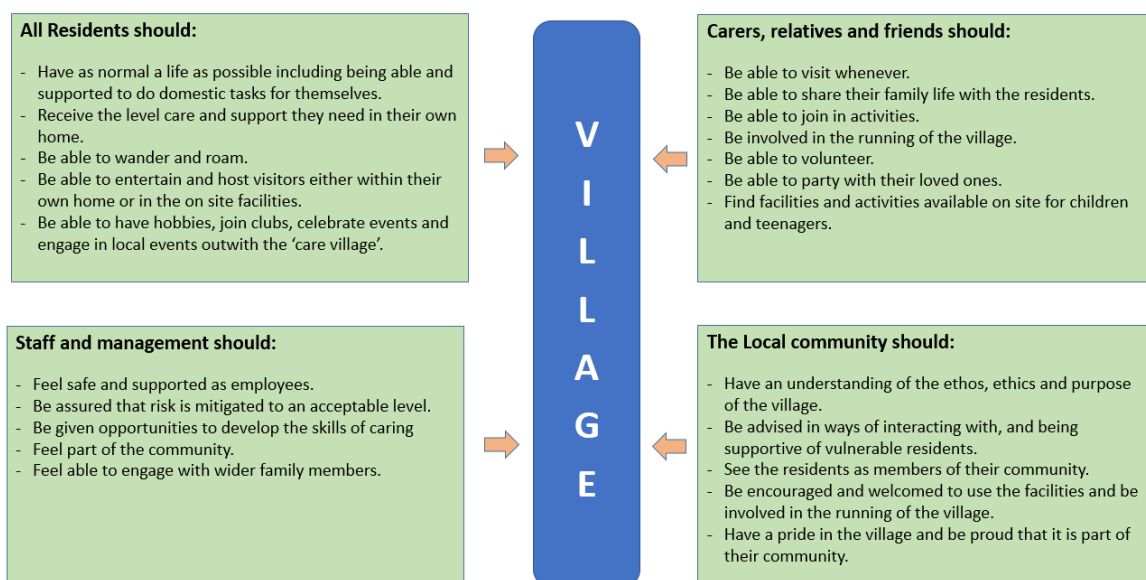 All Residents should:
- Have as normal a life as possible including being able and
supported to do domestic tasks for themselves.
- Receive the level care and support they need in their own
home.
- Be able to wander and roam.
- Be able to entertain and host visitors either within their
own home or in the on site facilities.
- Be able to have hobbies, join clubs, celebrate events and
engage in local events outwith the ‘care village’.
Staff and management should:
- Feel safe and supported as employees.
- Be assured that risk is mitigated to an acceptable level.
- Be given opportunities to develop the skills of caring
- Feel part of the community.
- Feel able to engage with wider family members.
V
I
L
L
A
G
E
Carers, relatives and friends should:
- Be able to visit whenever.
- Be able to share their family life with the residents.
- Be able to join in activities.
- Be involved in the running of the village.
- Be able to volunteer.
- Be able to party with their loved ones.
- Find facilities and activities available on site for children
and teenagers.
The Local community should:
- Have an understanding of the ethos, ethics and purpose
of the village.
- Be advised in ways of interacting with, and being
supportive of vulnerable residents.
- See the residents as members of their community.
- Be encouraged and welcomed to use the facilities and be
involved in the running of the village.
- Have a pride in the village and be proud that it is part of
their community.